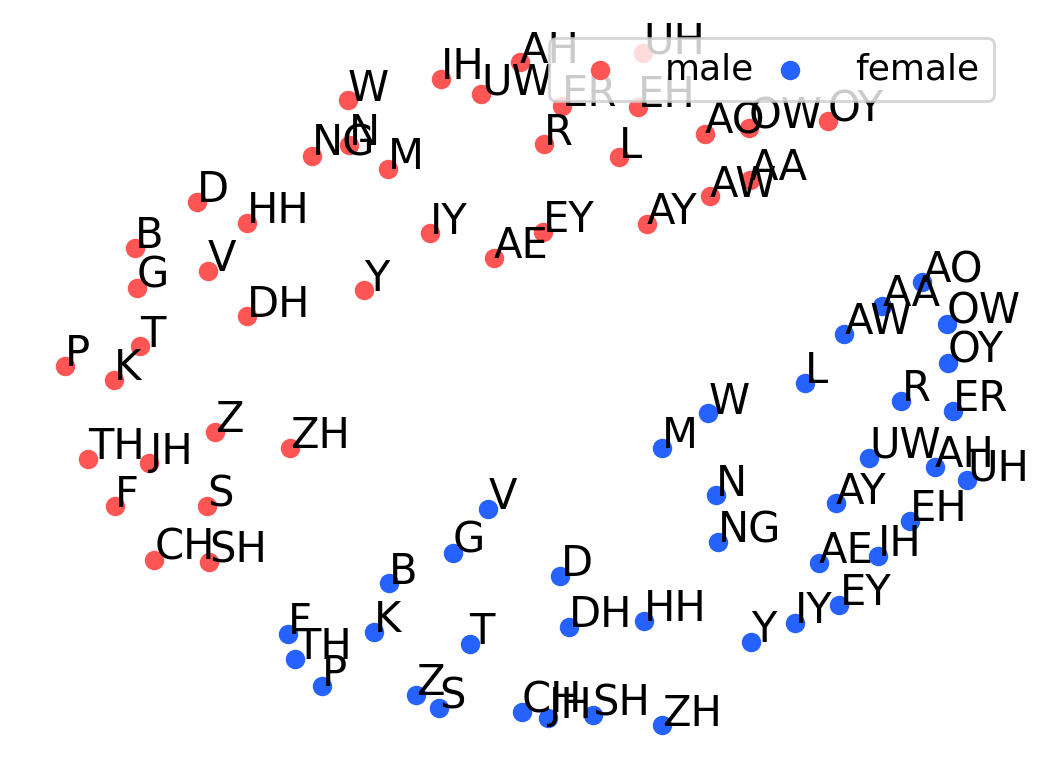 UH
AH
IH
UW
male
female
W
ER
EH
OY
N
R
AO
OW
NG
M
L
AA
D
AW
HH
AY
B
IY
EY
V
AE
G
Y
AO
DH
AA
T
OW
AW
P
K
OY
L
R
ER
Z
W
ZH
M
TH
JH
UW
AH
UH
F
S
V
N
AY
EH
CH
SH
G
NG
AE
IH
B
D
EY
F
K
T
DH
HH
Y
IY
TH
P
Z
S
CH
JH
SH
ZH